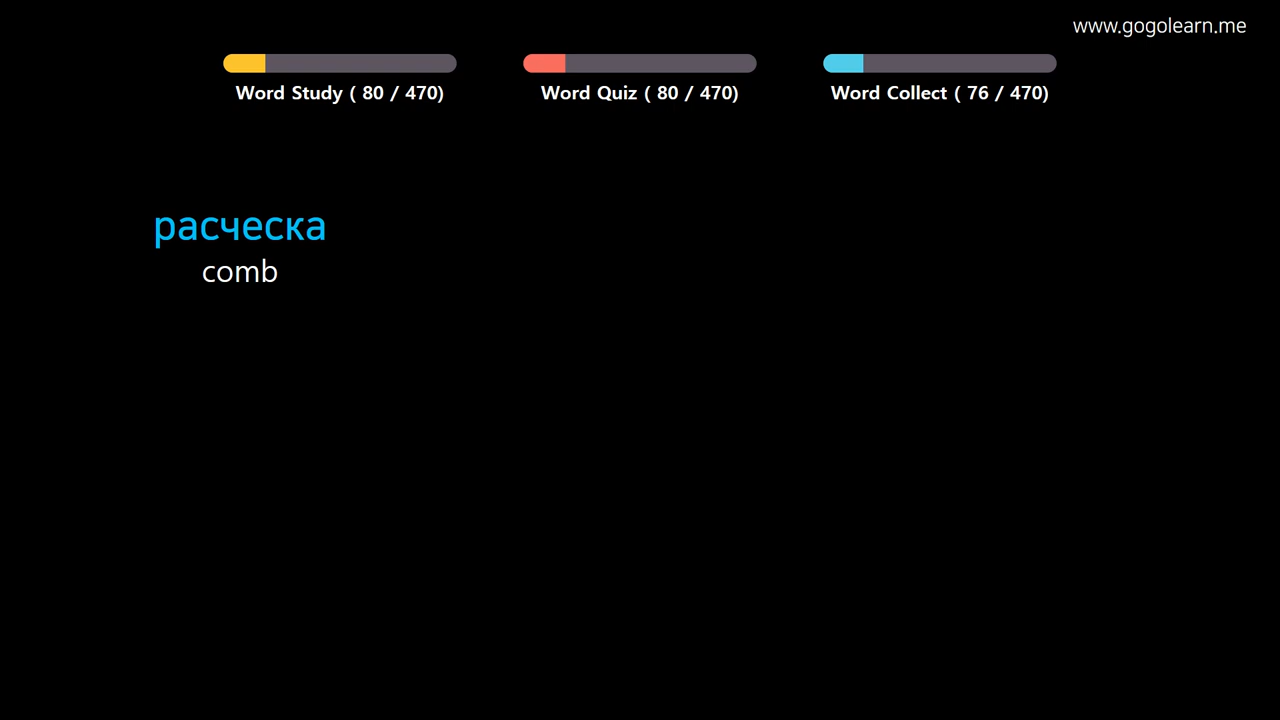 www.gogolearn.me
Word Study ( 80 / 470)
Word Quiz ( 80 / 470)
Word Collect ( 76 / 470)
расческа
comb